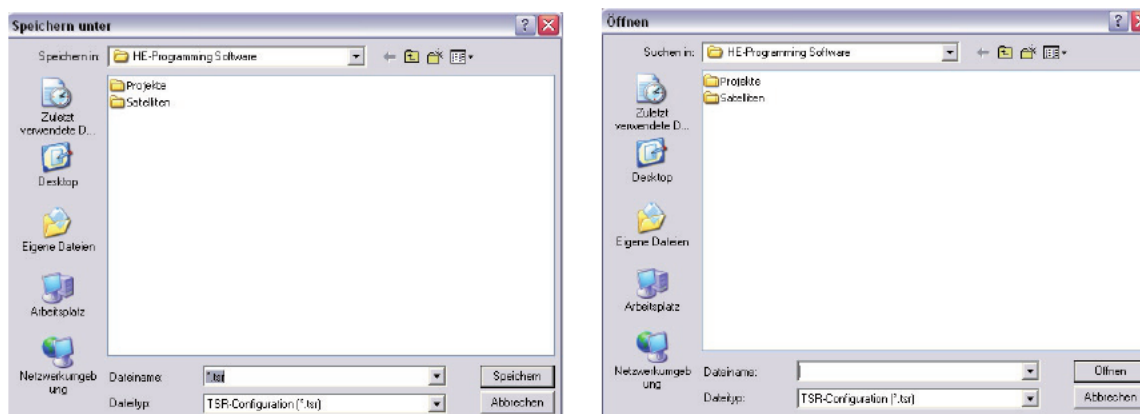 Speichern unter
Speichern in:
HE-Programming Software
Projekte
Satelliten
Zuletzt
verwendete D...
Desktop
Eigene Dateien
Arbeitsplatz
Netzwerkumgeb
ung
Dateiname:
*.tsr
Speichern
Dateityp:
TSR-Configuration (*.tsr)
Abbrechen
Öffnen
Suchen in:
HE-Programming Software
Projekte
Satelliten
Zuletzt
verwendete D...
Desktop
Eigene Dateien
Arbeitsplatz
Netzwerkumgeb
ung
Dateiname:
Öffnen
Dateityp:
TSR-Configuration (*.tsr)
Abbrechen